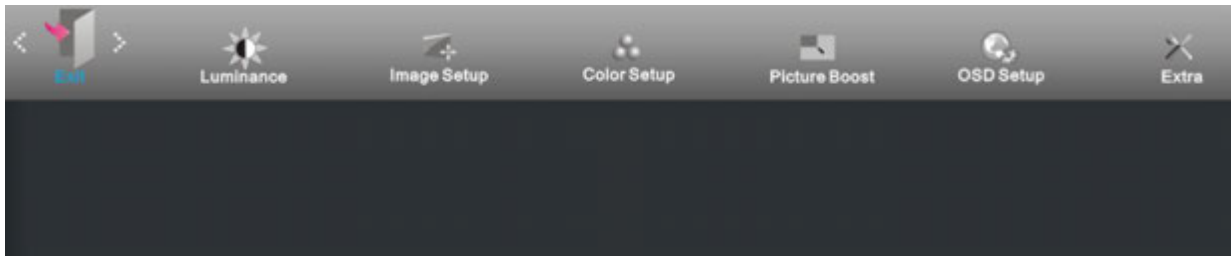 Exit
Luminance
Image Setup
Color Setup
Picture Boost
OSD Setup
Extra